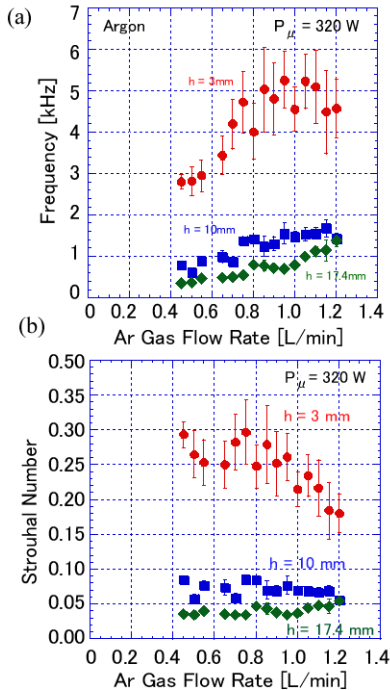 (a)
Argon
Pμ = 320 W
h = 3mm
h = 10mm
h = 17.4mm
Frequency [kHz]
7
6
5
4
3
2
1
0
0 0.2 0.4 0.6 0.8 1.0 1.2 1.4
Ar Gas Flow Rate [L/min]
(b)
Pμ = 320 W
h = 3 mm
h = 10 mm
h = 17.4 mm
Strouhal Number
0.50
0.40
0.30
0.25
0.20
0.15
0.10
0.05
0.00
0 0.2 0.4 0.6 0.8 1.0 1.2 1.4
Ar Gas Flow Rate [L/min]